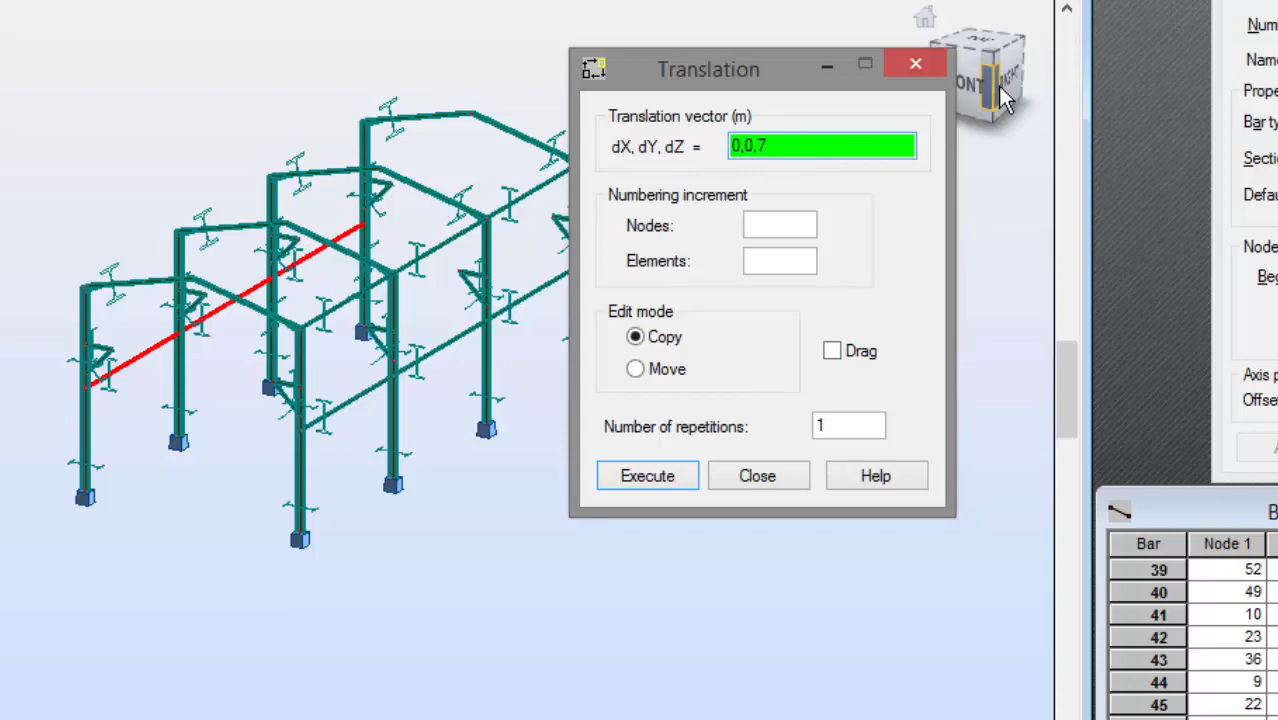 Translation
Translation vector (m)
dX, dY, dZ =
0,0,7
Numbering increment
Nodes:
Elements:
Edit mode
Copy
Move
Drag
Number of repetitions:
1
Execute
Close
Help
Bar
Node 1
39
52
40
49
41
10
42
23
43
36
44
9
45
22